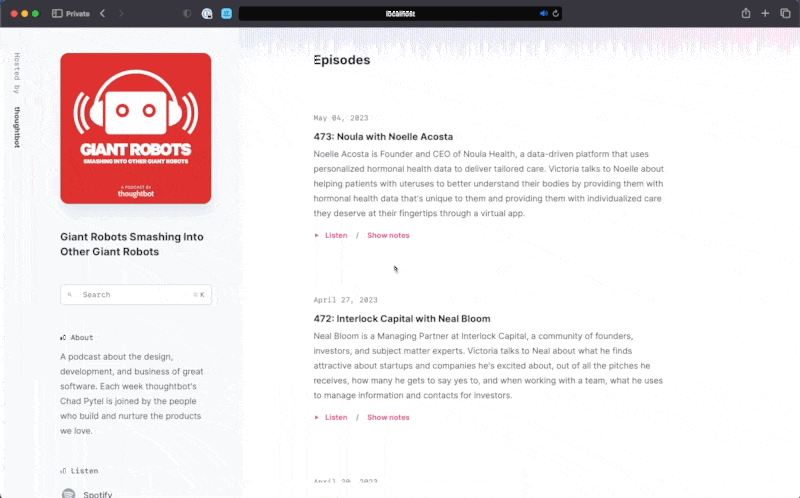 Private
localhost
Hosted by thoughtbot
GIANT ROBOTS
SMASHING INTO OTHER GIANT ROBOTS
A PODCAST BY
thoughtbot
Giant Robots Smashing Into
Other Giant Robots
Search
⌘K
About
A podcast about the design,
development, and business of great
software. Each week thoughtbot's
Chad Pytel is joined by the people
who build and nurture the products
we love.
Listen
Spotify
Episodes
May 04, 2023
473: Noula with Noelle Acosta
Noelle Acosta is Founder and CEO of Noula Health, a data-driven platform that uses
personalized hormonal health data to deliver tailored care. Victoria talks to Noelle about
helping patients with uteruses to better understand their bodies by providing them with
hormonal health data that's unique to them and providing them with individualized care
they deserve at their fingertips through a virtual app.
Listen / Show notes
April 27, 2023
472: Interlock Capital with Neal Bloom
Neal Bloom is a Managing Partner at Interlock Capital, a community of founders,
investors, and subject matter experts. Victoria talks to Neal about what he finds
attractive about startups and companies he's excited about, out of all the pitches he
receives, how many he gets to say yes to, and when working with a team, what he uses
to manage information and contacts for investors.
Listen / Show notes
April 20, 2023